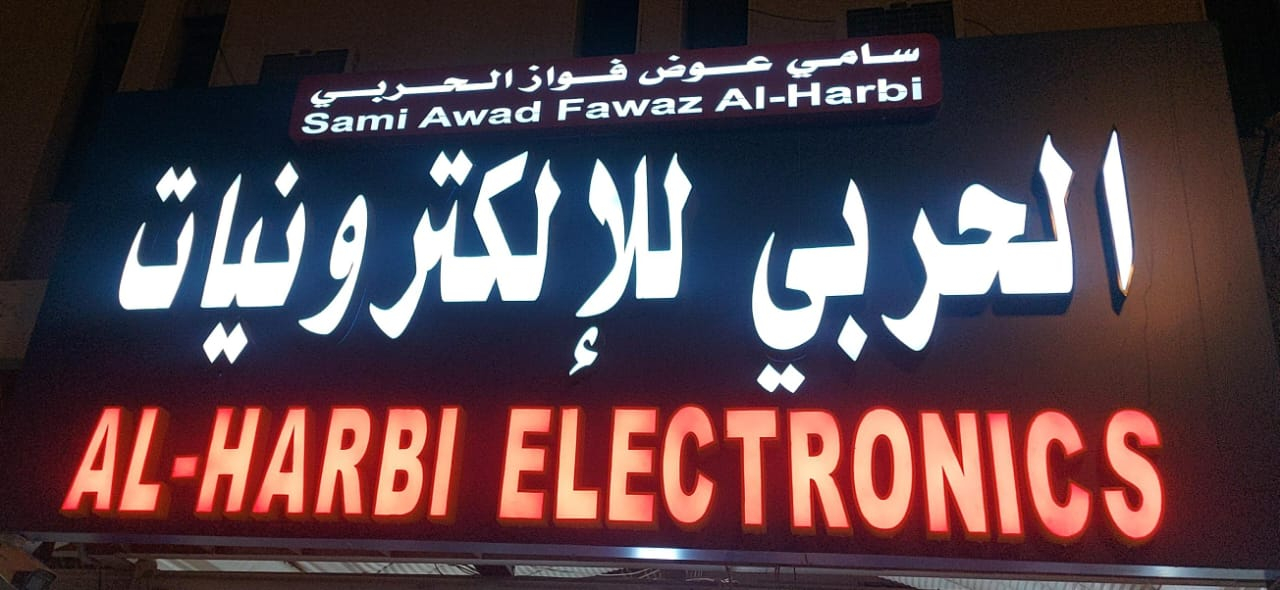 سامي عوض فواز الحربي
Sami Awad Fawaz Al-Harbi
الحربي للإلكترونيات
AL-HARBI ELECTRONICS